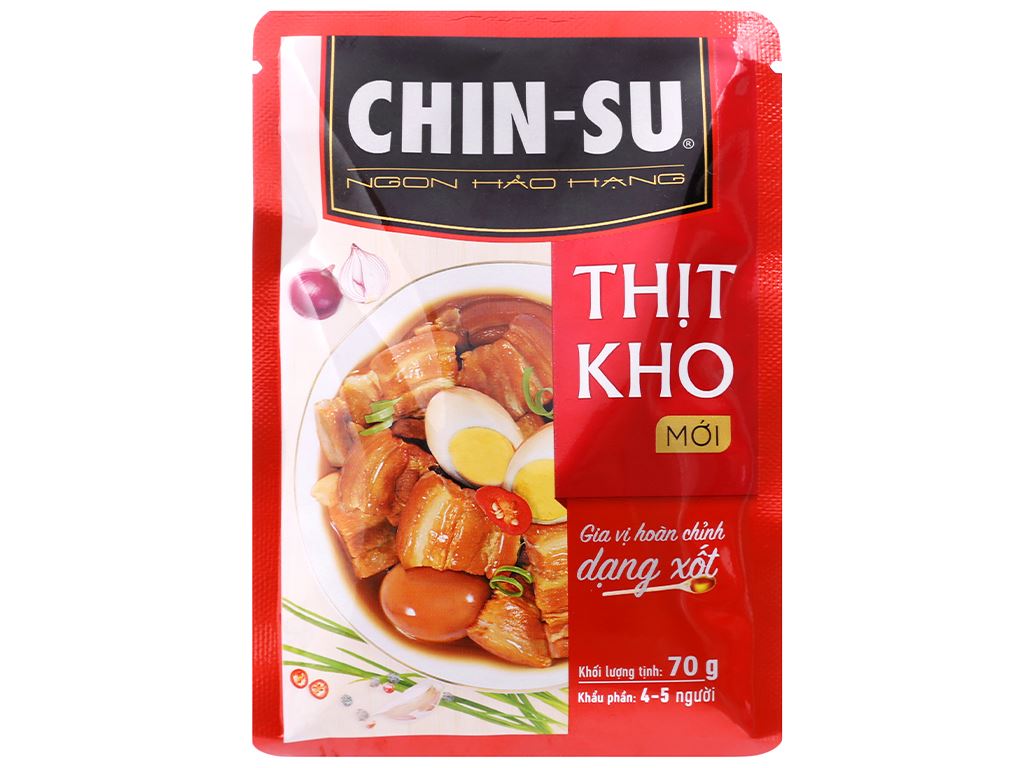 CHIN-SU®
NGON HẢO HẠNG
THỊT
KHO
MỚI
Gia vị hoàn chỉnh
dạng xốt
Khối lượng tịnh: 70 g
Khẩu phần: 4-5 người